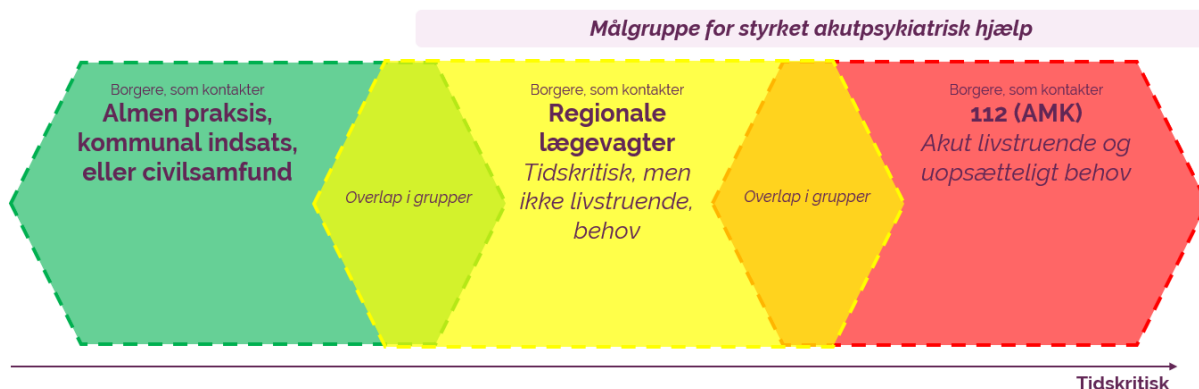 Målgruppe for styrket akutpsykiatrisk hjælp
Borgere, som kontakter
Almen praksis,
kommunal indsats,
eller civilsamfund
Overlap i grupper
Borgere, som kontakter
Regionale
lægevagter
Tidskritisk, men
ikke livstruende,
behov
Overlap i grupper
Borgere, som kontakter
112 (AMK)
Akut livstruende og
uopsætteligt behov
Tidskritisk